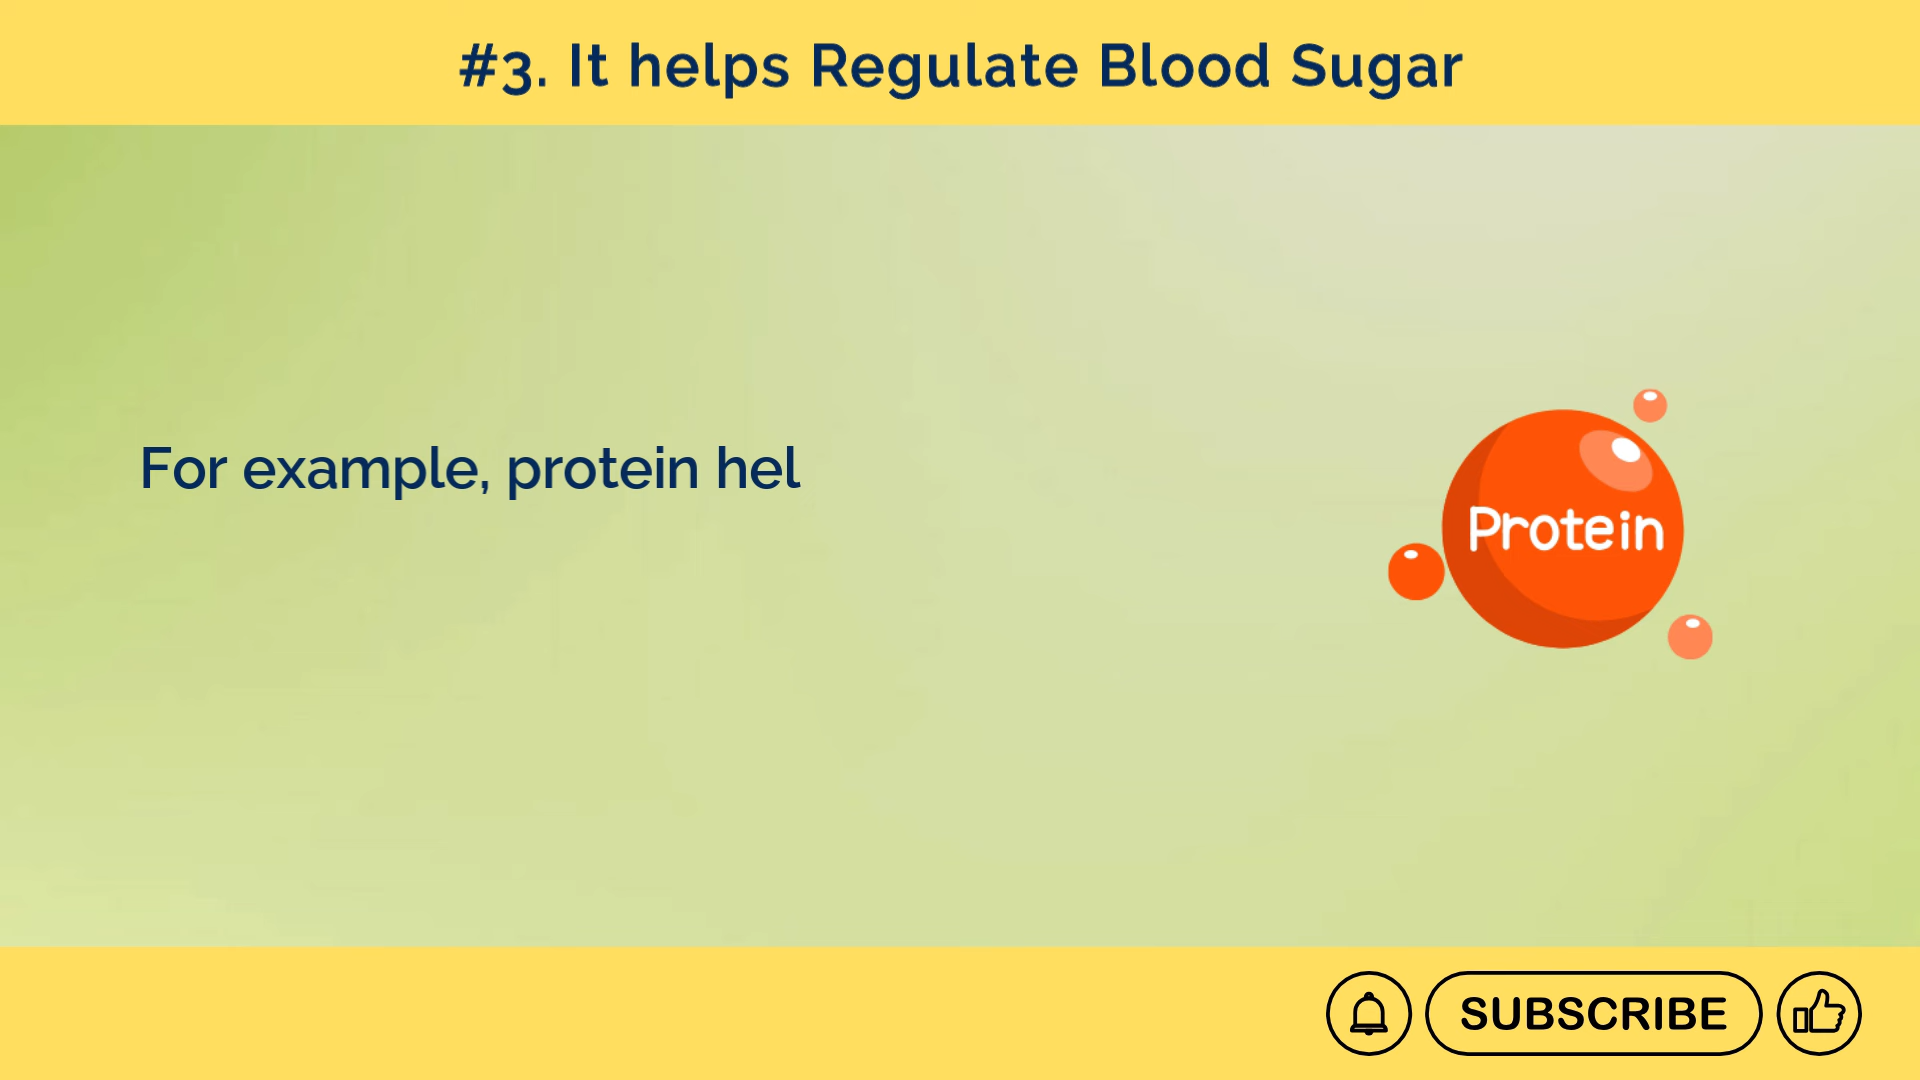 #3. It helps Regulate Blood Sugar
For example, protein hel
Protein
SUBSCRIBE